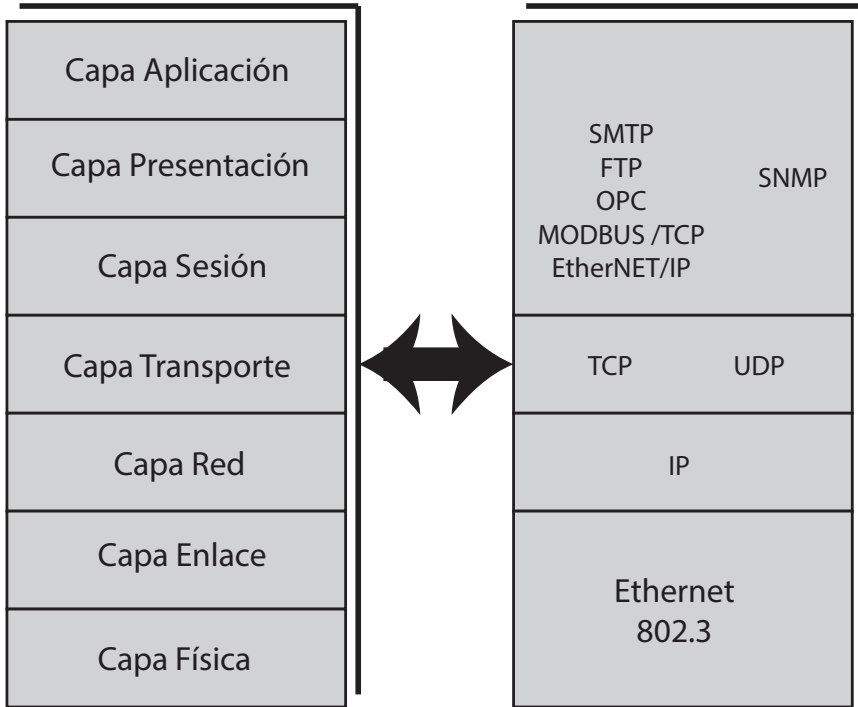 Capa Aplicación
Capa Presentación
Capa Sesión
Capa Transporte
Capa Red
Capa Enlace
Capa Física
SMTP
FTP
OPC
MODBUS /TCP
EtherNET/IP
SNMP
TCP UDP
IP
Ethernet
802.3